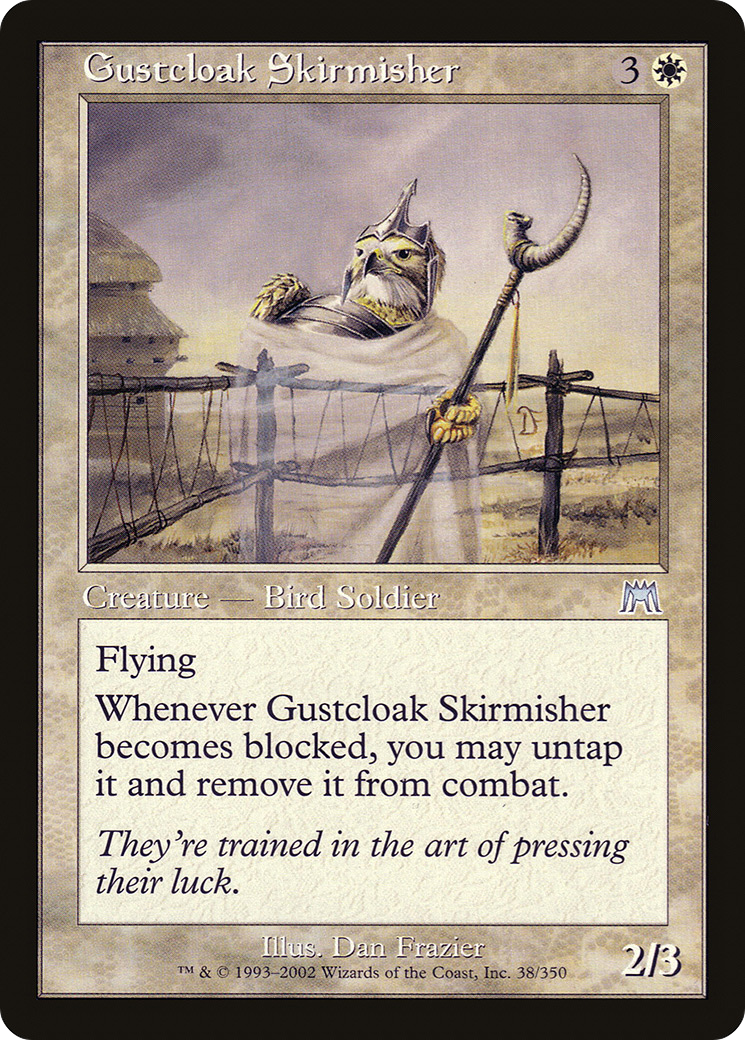 Gustcloak Skirmisher 3
Creature — Bird Soldier
Flying
Whenever Gustcloak Skirmisher
becomes blocked, you may untap
it and remove it from combat.
They're trained in the art of pressing
their luck.
Illus. Dan Frazier
™ & © 1993–2002 Wizards of the Coast, Inc. 38/350
2/3